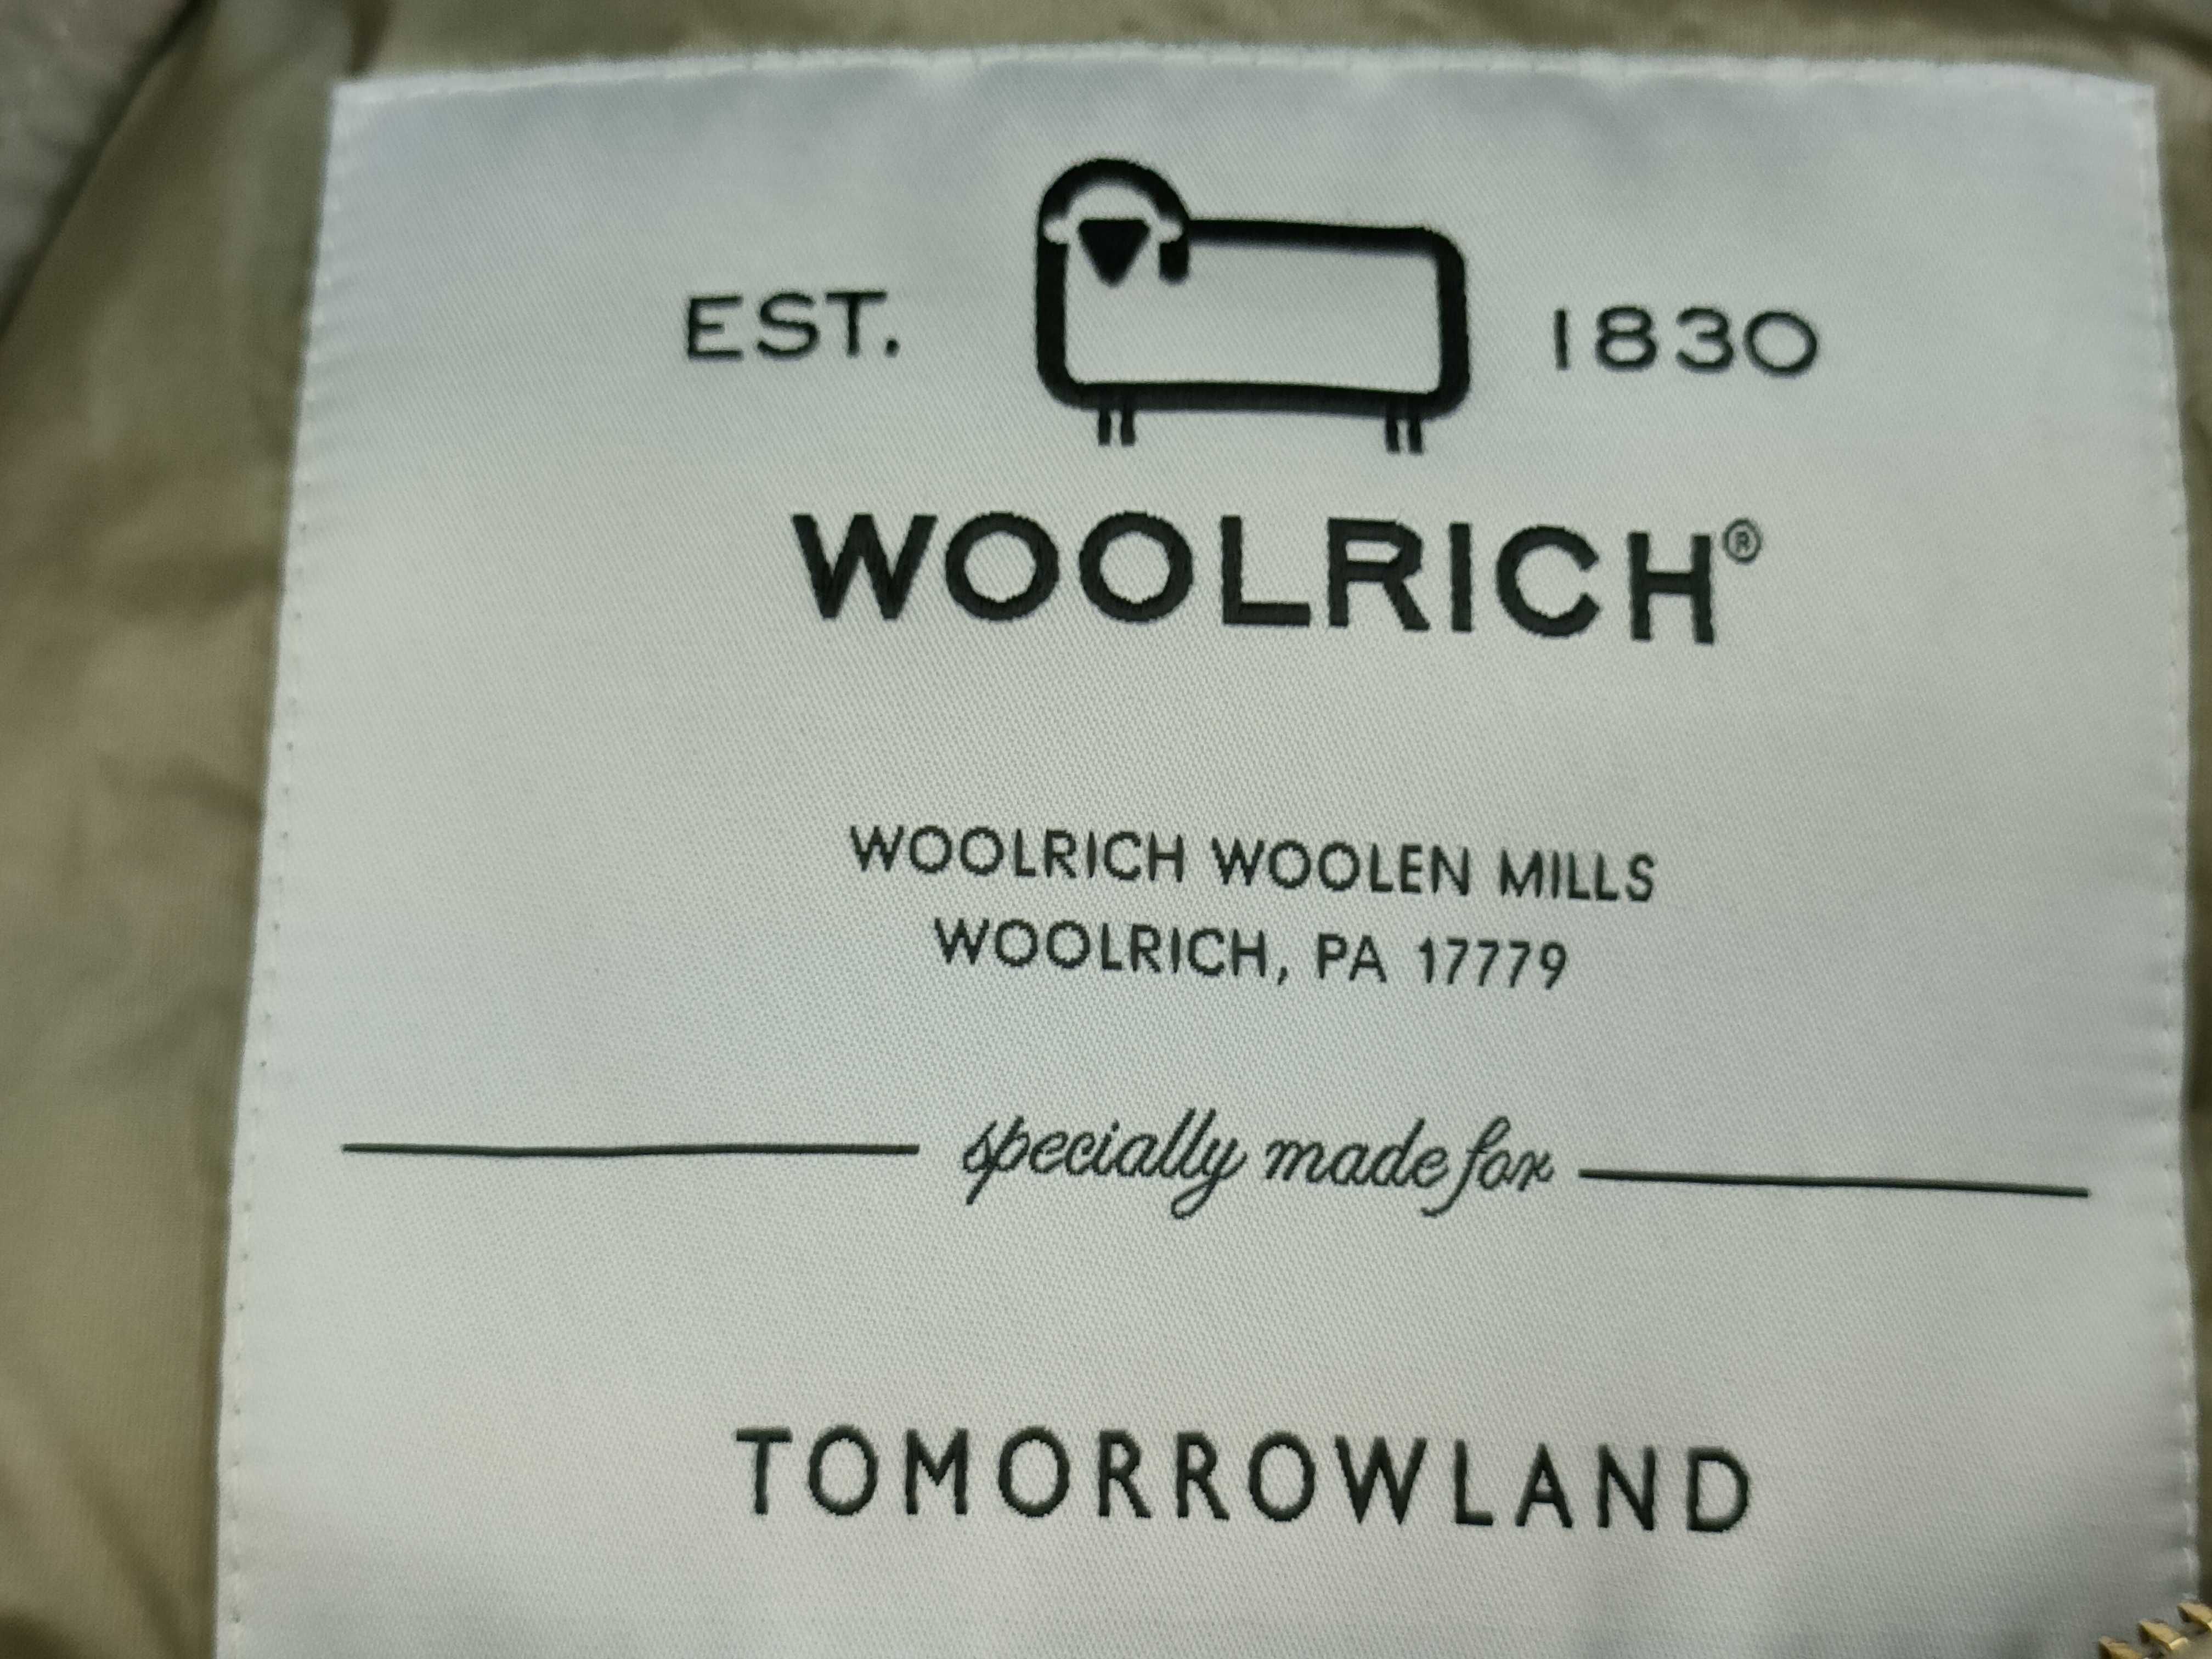 EST. 1830
WOOLRICH®
WOOLRICH WOOLEN MILLS
WOOLRICH, PA 17779
specially made for
TOMORROWLAND